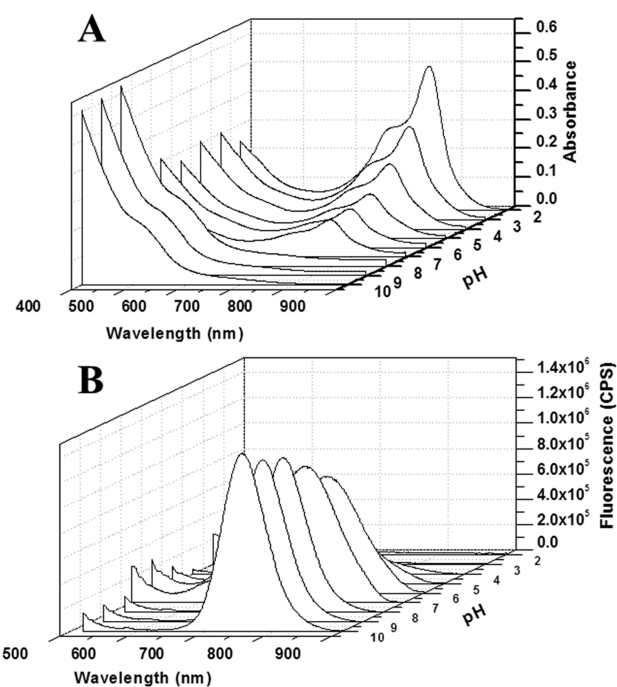 A
0.6
0.5
0.4
0.3
0.2
0.1
0.0
Absorbance
2
3
4
5
6
7
8
9
10
pH
400 500 600 700 800 900
Wavelength (nm)
B
1.4x10⁶
1.2x10⁶
1.0x10⁶
8.0x10⁵
6.0x10⁵
4.0x10⁵
2.0x10⁵
0.0
Fluorescence (CPS)
2
3
4
5
6
7
8
9
10
pH
500 600 700 800 900
Wavelength (nm)